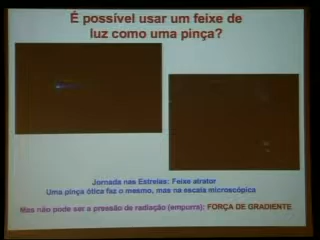 É possível usar um feixe de
luz como uma pinça?
Jornada nas Estrelas: Feixe atrator
Uma pinça ótica faz o mesmo, mas na escala microscópica
Mas não pode ser a pressão de radiação (empurra): FORÇA DE GRADIENTE